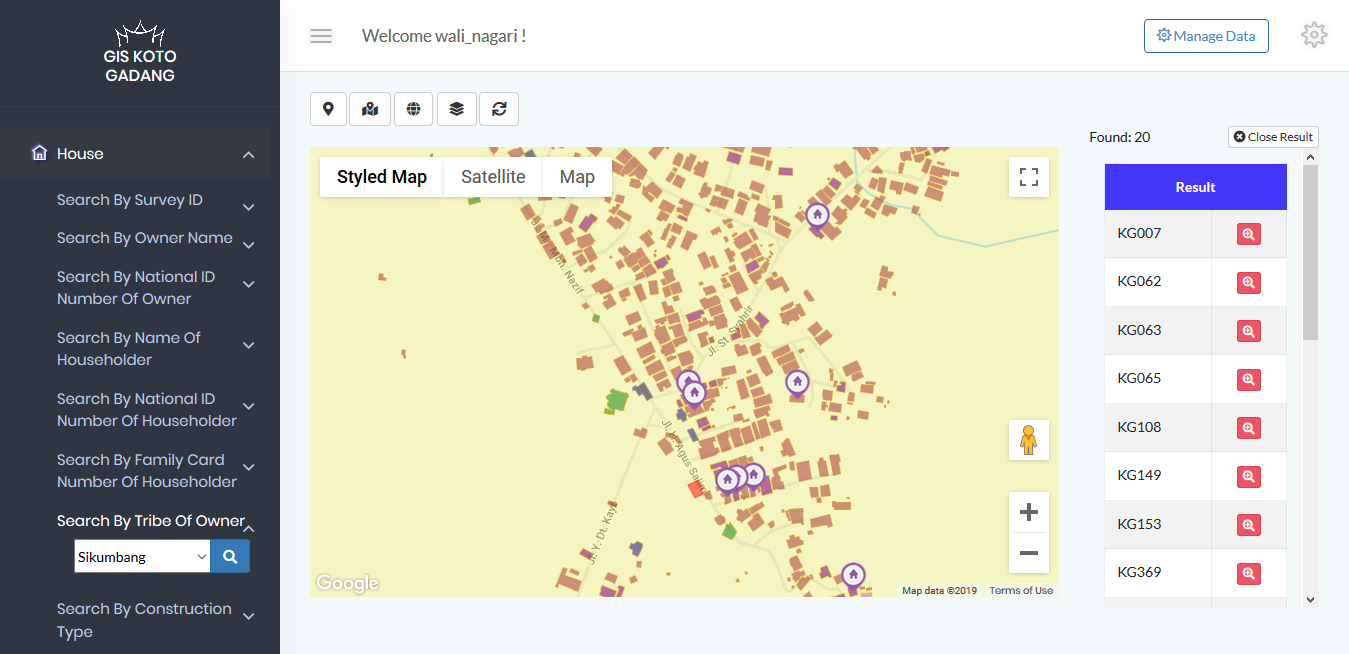 GIS KOTO
GADANG
House
Search By Survey ID
Search By Owner Name
Search By National ID
Number Of Owner
Search By Name Of
Householder
Search By National ID
Number Of Householder
Search By Family Card
Number Of Householder
Search By Tribe Of Owner
Sikumbang
Search By Construction
Type
Welcome wali_nagari !
Manage Data
Styled Map
Satellite
Map
Jl. Mr. Moh. Nazif
Jl. St. Syahrir
Jl. H. Agus Salim
Jl. Y. Dt. Kayo
Google
Map data ©2019
Terms of Use
Found: 20
Close Result
Result
KG007
KG062
KG063
KG065
KG108
KG149
KG153
KG369